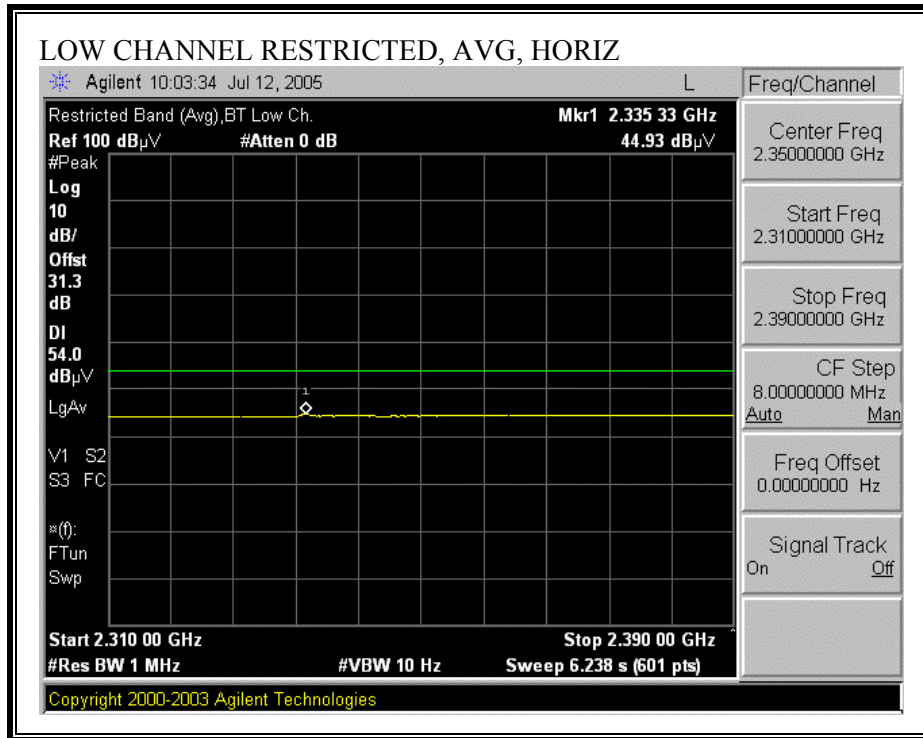 LOW CHANNEL RESTRICTED, AVG, HORIZ
Agilent 10:03:34 Jul 12, 2005 L
Restricted Band (Avg),BT Low Ch. Mkr1 2.335 33 GHz
Ref 100 dBµV #Atten 0 dB 44.93 dBµV
#Peak
Log
10
dB/
Offst
31.3
dB
DI
54.0
dBµV
LgAv
1
V1 S2
S3 FC
¤(f):
FTun
Swp
Start 2.310 00 GHz Stop 2.390 00 GHz ^
#Res BW 1 MHz #VBW 10 Hz Sweep 6.238 s (601 pts)
Copyright 2000-2003 Agilent Technologies
Freq/Channel
Center Freq
2.35000000 GHz
Start Freq
2.31000000 GHz
Stop Freq
2.39000000 GHz
CF Step
8.00000000 MHz
Auto Man
Freq Offset
0.00000000 Hz
Signal Track
On Off